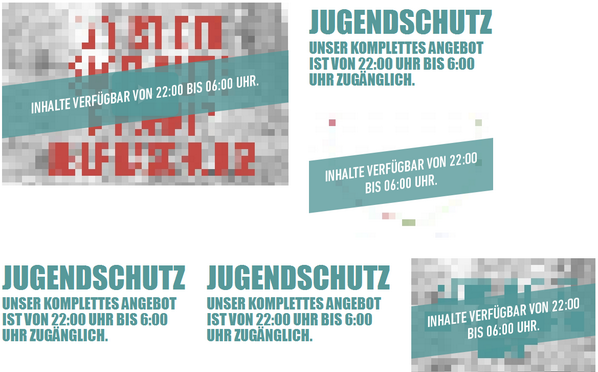 INHALTE VERFÜGBAR VON 22:00 BIS 06:00 UHR.
JUGENDSCHUTZ
UNSER KOMPLETTES ANGEBOT
IST VON 22:00 UHR BIS 6:00
UHR ZUGÄNGLICH.
INHALTE VERFÜGBAR VON 22:00
BIS 06:00 UHR.
JUGENDSCHUTZ
UNSER KOMPLETTES ANGEBOT
IST VON 22:00 UHR BIS 6:00
UHR ZUGÄNGLICH.
JUGENDSCHUTZ
UNSER KOMPLETTES ANGEBOT
IST VON 22:00 UHR BIS 6:00
UHR ZUGÄNGLICH.
INHALTE VERFÜGBAR VON 22:00
BIS 06:00 UHR.